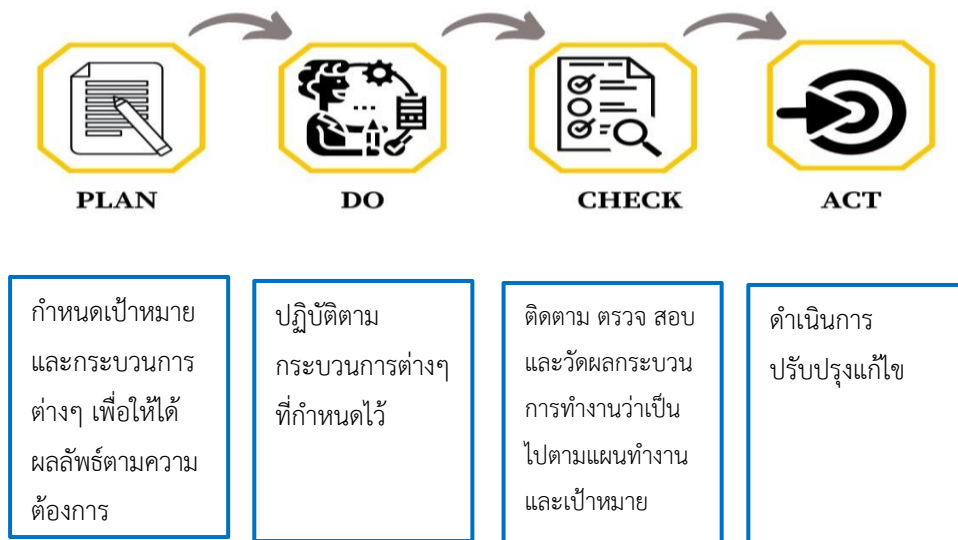 PLAN
DO
CHECK
ACT
กำหนดเป้าหมาย
และกระบวนการ
ต่างๆ เพื่อให้ได้
ผลลัพธ์ตามความ
ต้องการ
ปฏิบัติตาม
กระบวนการต่างๆ
ที่กำหนดไว้
ติดตาม ตรวจ สอบ
และวัดผลกระบวน
การทำงานว่าเป็น
ไปตามแผนทำงาน
และเป้าหมาย
ดำเนินการ
ปรับปรุงแก้ไข